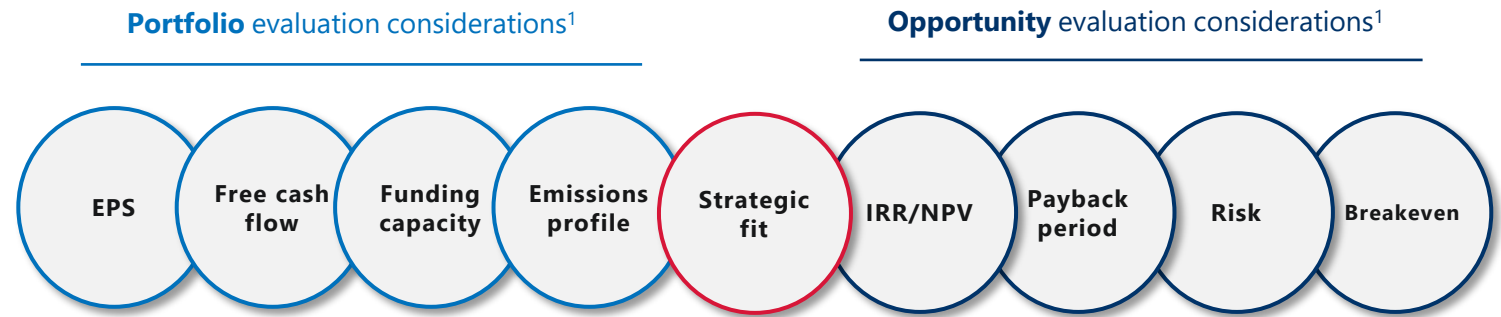 Portfolio evaluation considerations¹
Opportunity evaluation considerations¹
EPS
Free cash
flow
Funding
capacity
Emissions
profile
Strategic
fit
IRR/NPV
Payback
period
Risk
Breakeven